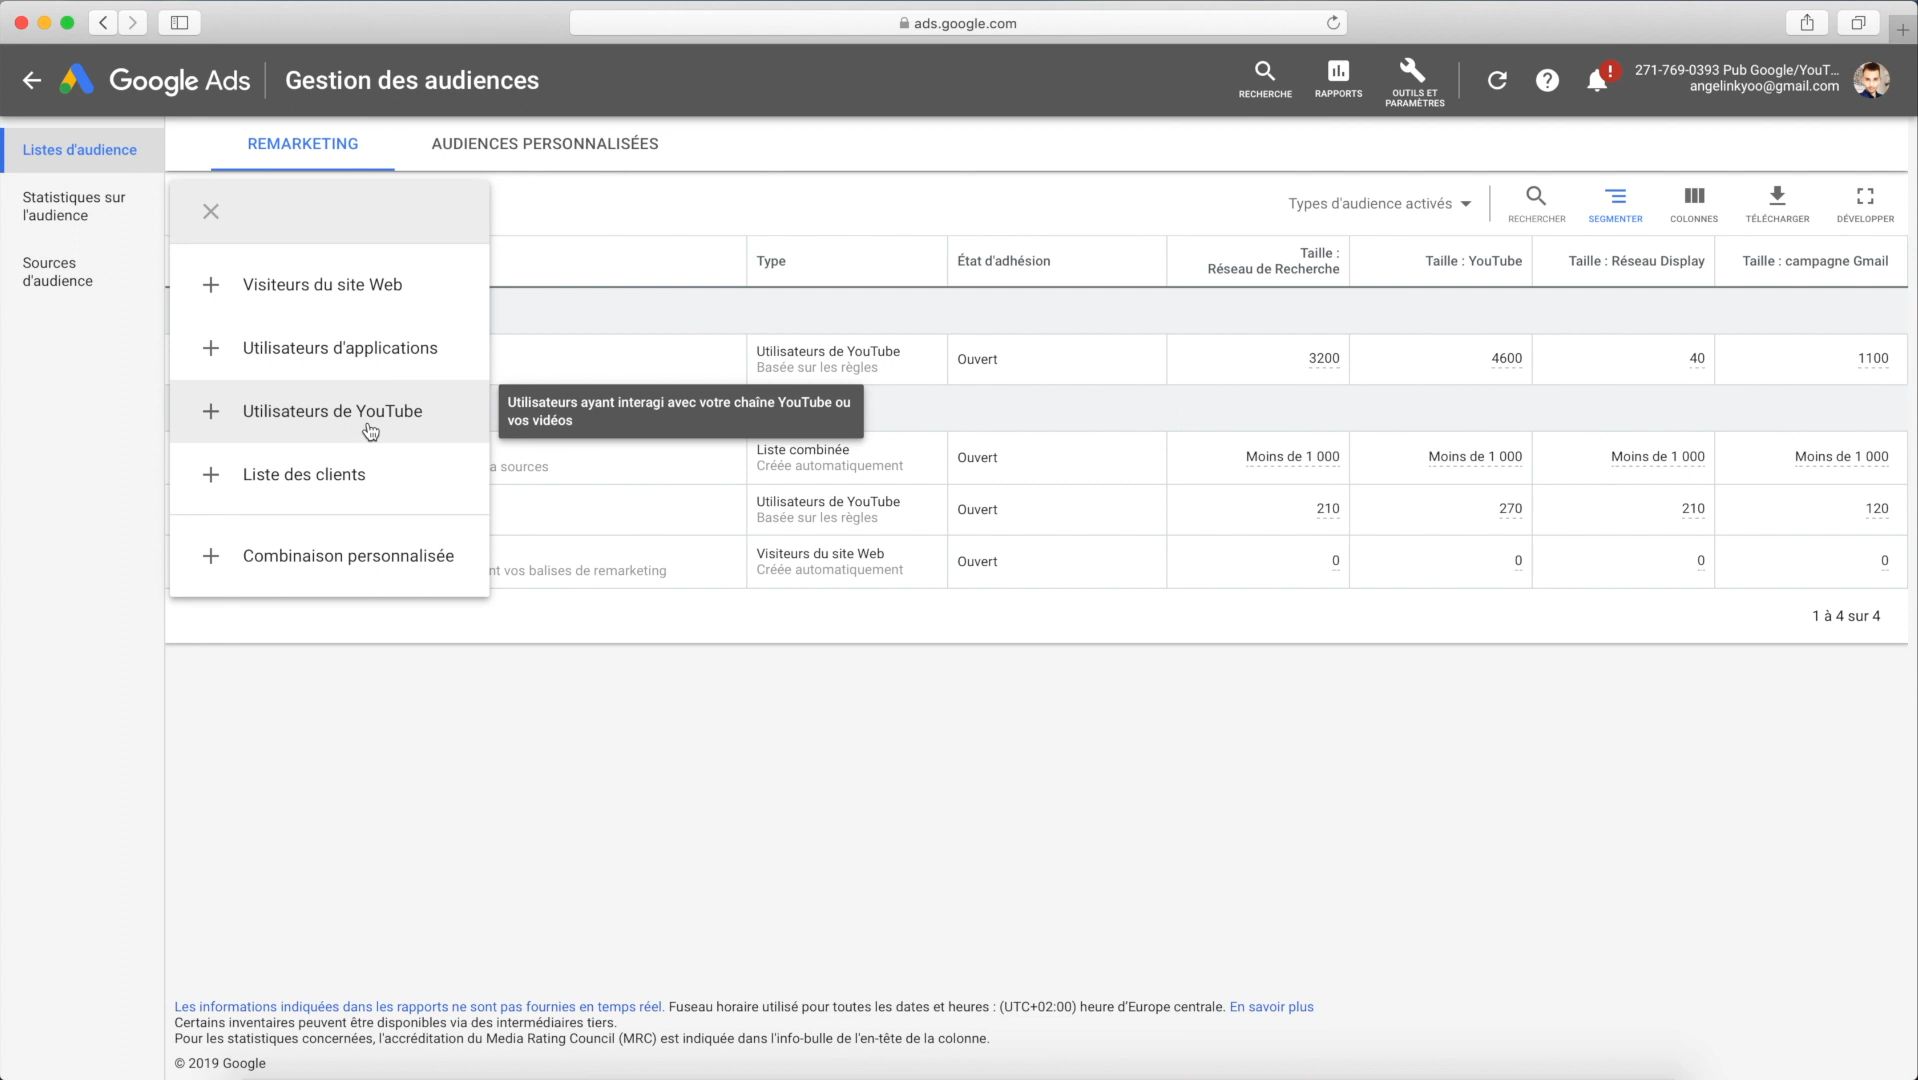 ads.google.com
Google Ads
Gestion des audiences
RECHERCHE
RAPPORTS
OUTILS ET
PARAMÈTRES
!
271-769-0393 Pub Google/YouT...
angelinkyoo@gmail.com
Listes d'audience
Statistiques sur
l'audience
Sources
d'audience
REMARKETING
AUDIENCES PERSONNALISÉES
Types d'audience activés
RECHERCHER
SEGMENTER
COLONNES
TÉLÉCHARGER
DÉVELOPPER
Visiteurs du site Web
Utilisateurs d'applications
Utilisateurs de YouTube
Liste des clients
Combinaison personnalisée
Utilisateurs ayant interagi avec votre chaîne YouTube ou
vos vidéos
Type
État d'adhésion
Taille :
Réseau de Recherche
Taille : YouTube
Taille : Réseau Display
Taille : campagne Gmail
Utilisateurs de YouTube
Basée sur les règles
Ouvert
3200
4600
40
1100
a sources
Liste combinée
Créée automatiquement
Ouvert
Moins de 1 000
Moins de 1 000
Moins de 1 000
Moins de 1 000
Utilisateurs de YouTube
Basée sur les règles
Ouvert
210
270
210
120
nt vos balises de remarketing
Visiteurs du site Web
Créée automatiquement
Ouvert
0
0
0
0
1 à 4 sur 4
Les informations indiquées dans les rapports ne sont pas fournies en temps réel. Fuseau horaire utilisé pour toutes les dates et heures : (UTC+02:00) heure d'Europe centrale. En savoir plus
Certains inventaires peuvent être disponibles via des intermédiaires tiers.
Pour les statistiques concernées, l'accréditation du Media Rating Council (MRC) est indiquée dans l'info-bulle de l'en-tête de la colonne.
© 2019 Google